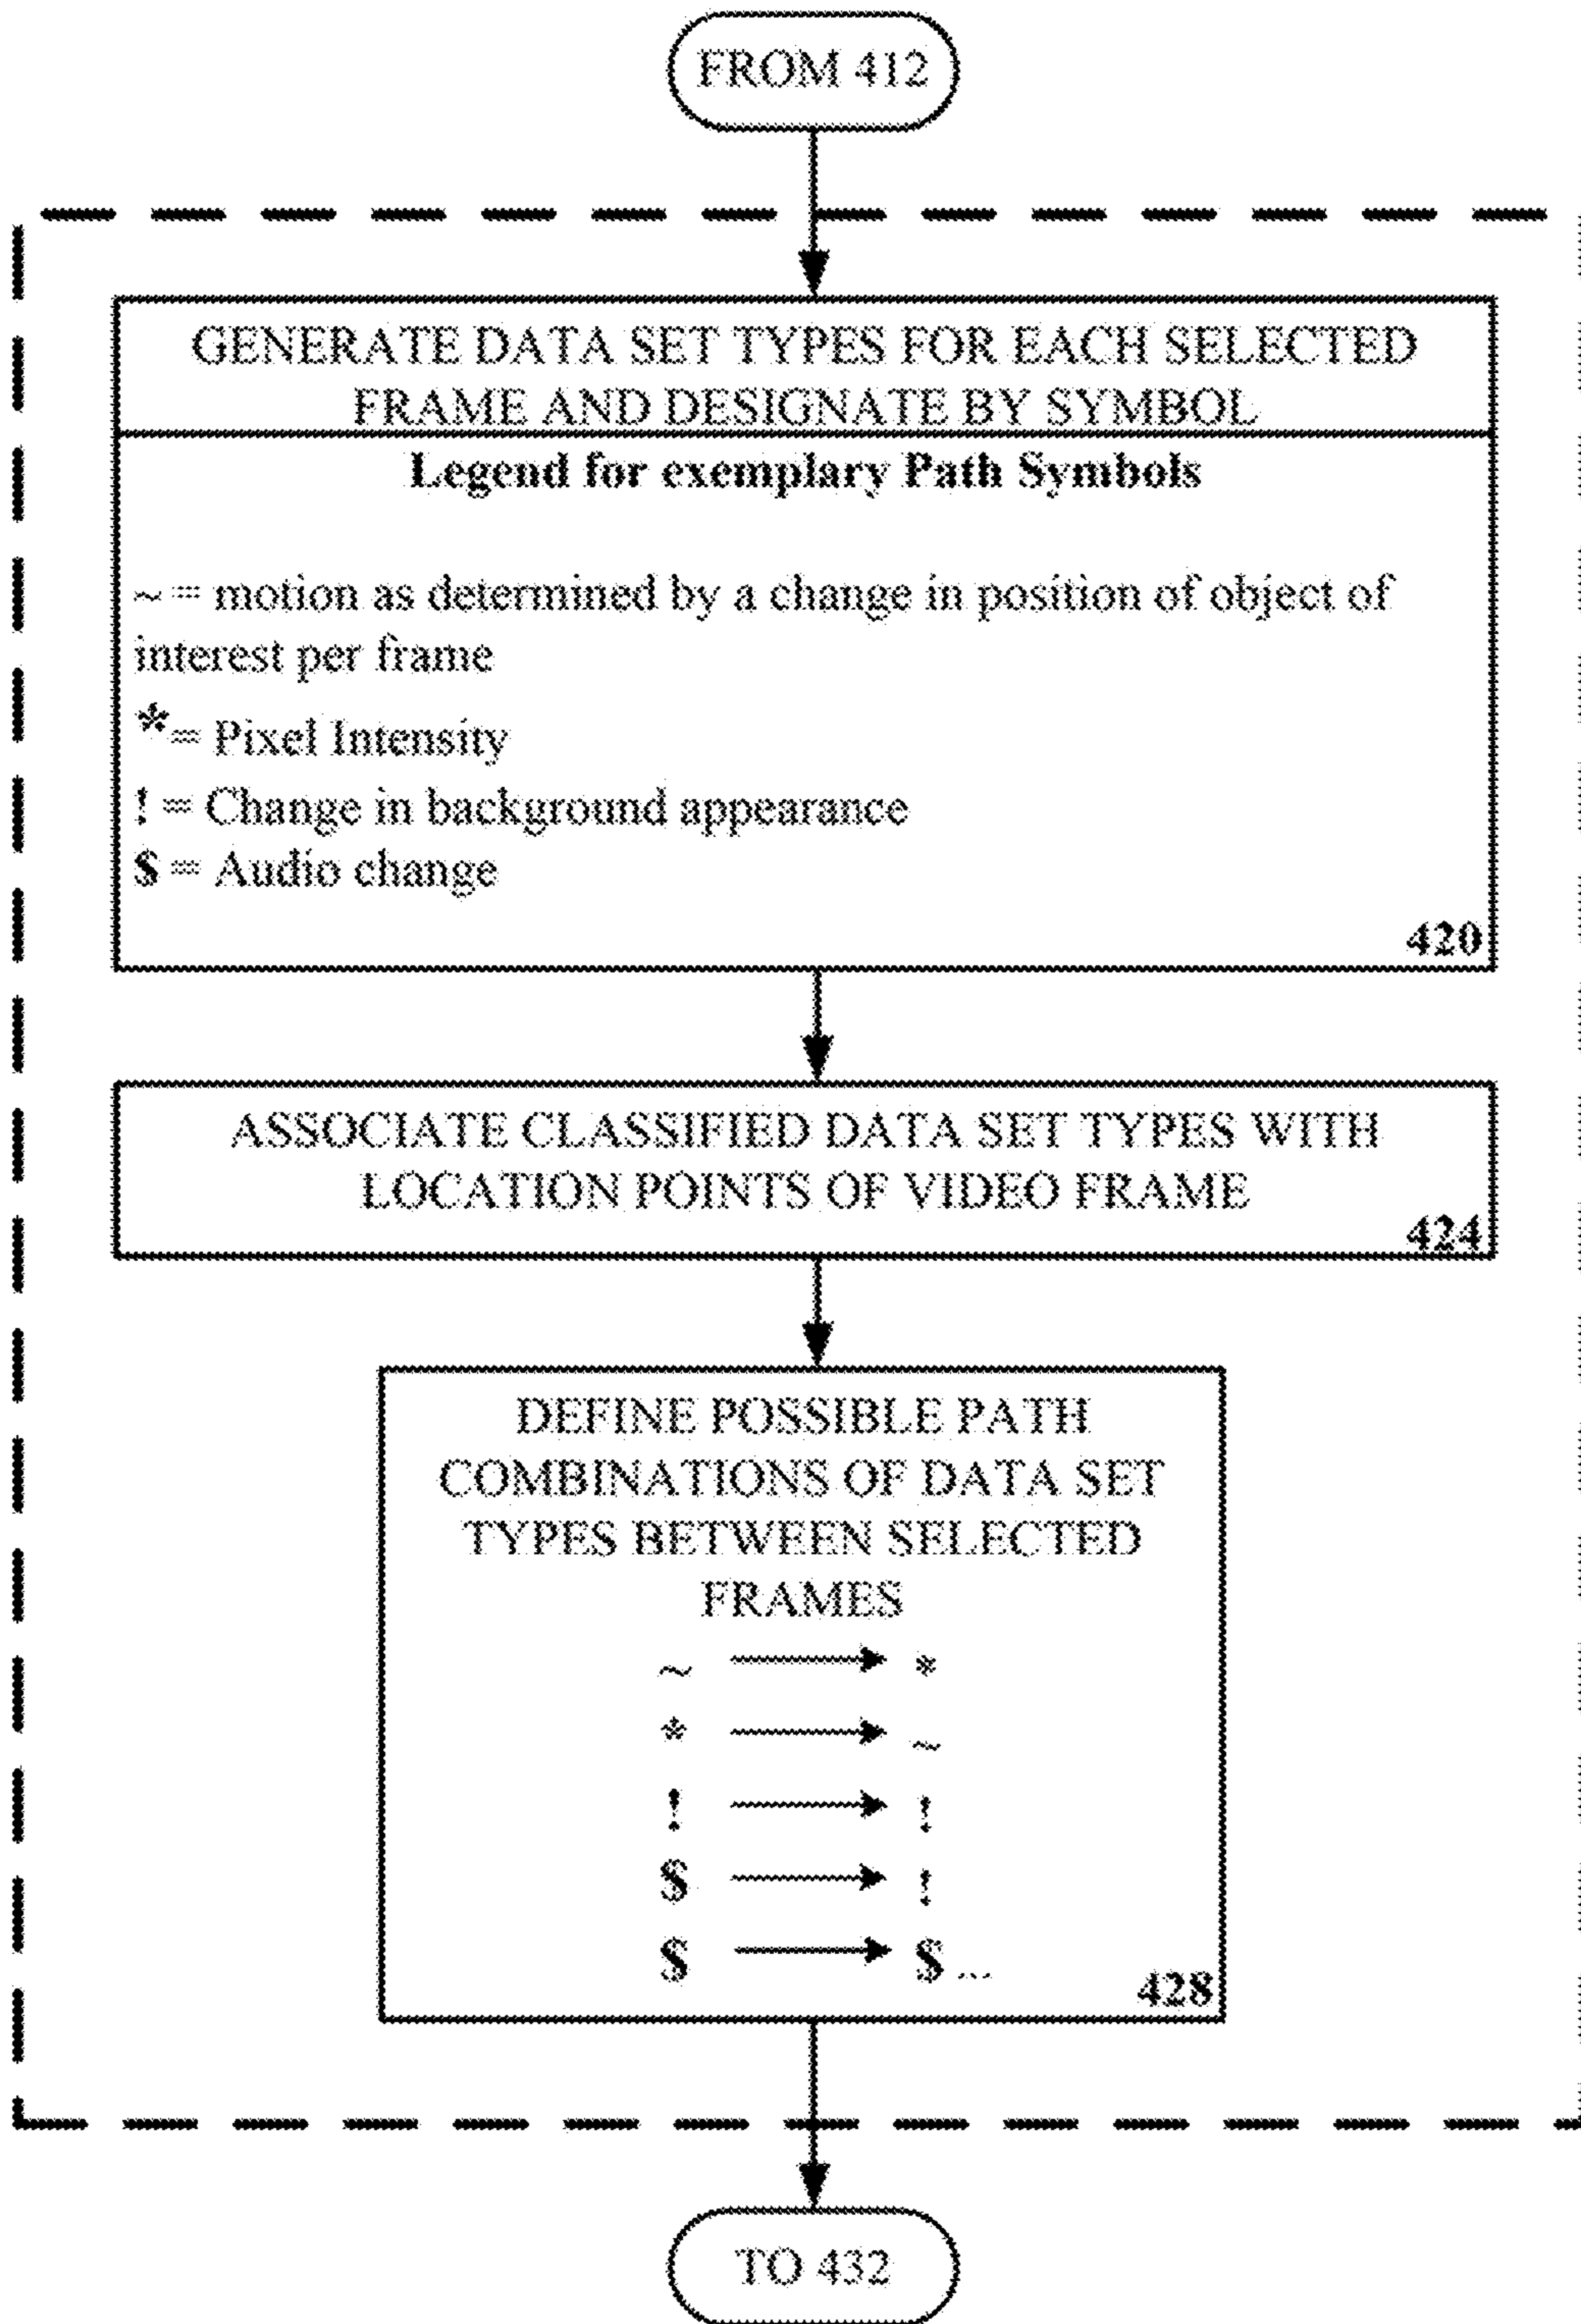 FROM 412
GENERATE DATA SET TYPES FOR EACH SELECTED
FRAME AND DESIGNATE BY SYMBOL
Legend for exemplary Path Symbols
~ = motion as determined by a change in position of object of
interest per frame
*= Pixel Intensity
! = Change in background appearance
$ = Audio change
420
ASSOCIATE CLASSIFIED DATA SET TYPES WITH
LOCATION POINTS OF VIDEO FRAME
424
DEFINE POSSIBLE PATH
COMBINATIONS OF DATA SET
TYPES BETWEEN SELECTED
FRAMES
~ → *
* → ~
! → !
$ → !
$ → $ ...
428
TO 432